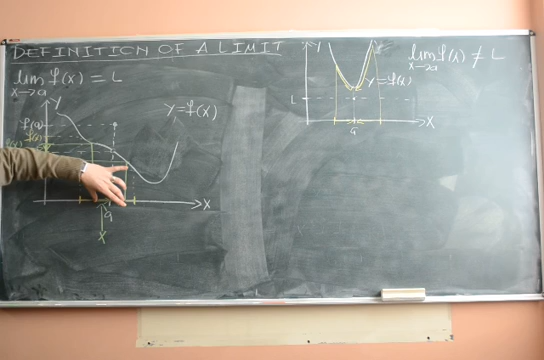 DEFINITION OF A LIMIT
lim f(x) = L
x→a
Y
f(a)
Y=f(x)
a
X
X
Y
lim f(x) ≠ L
x→a
Y=f(x)
L
a
X